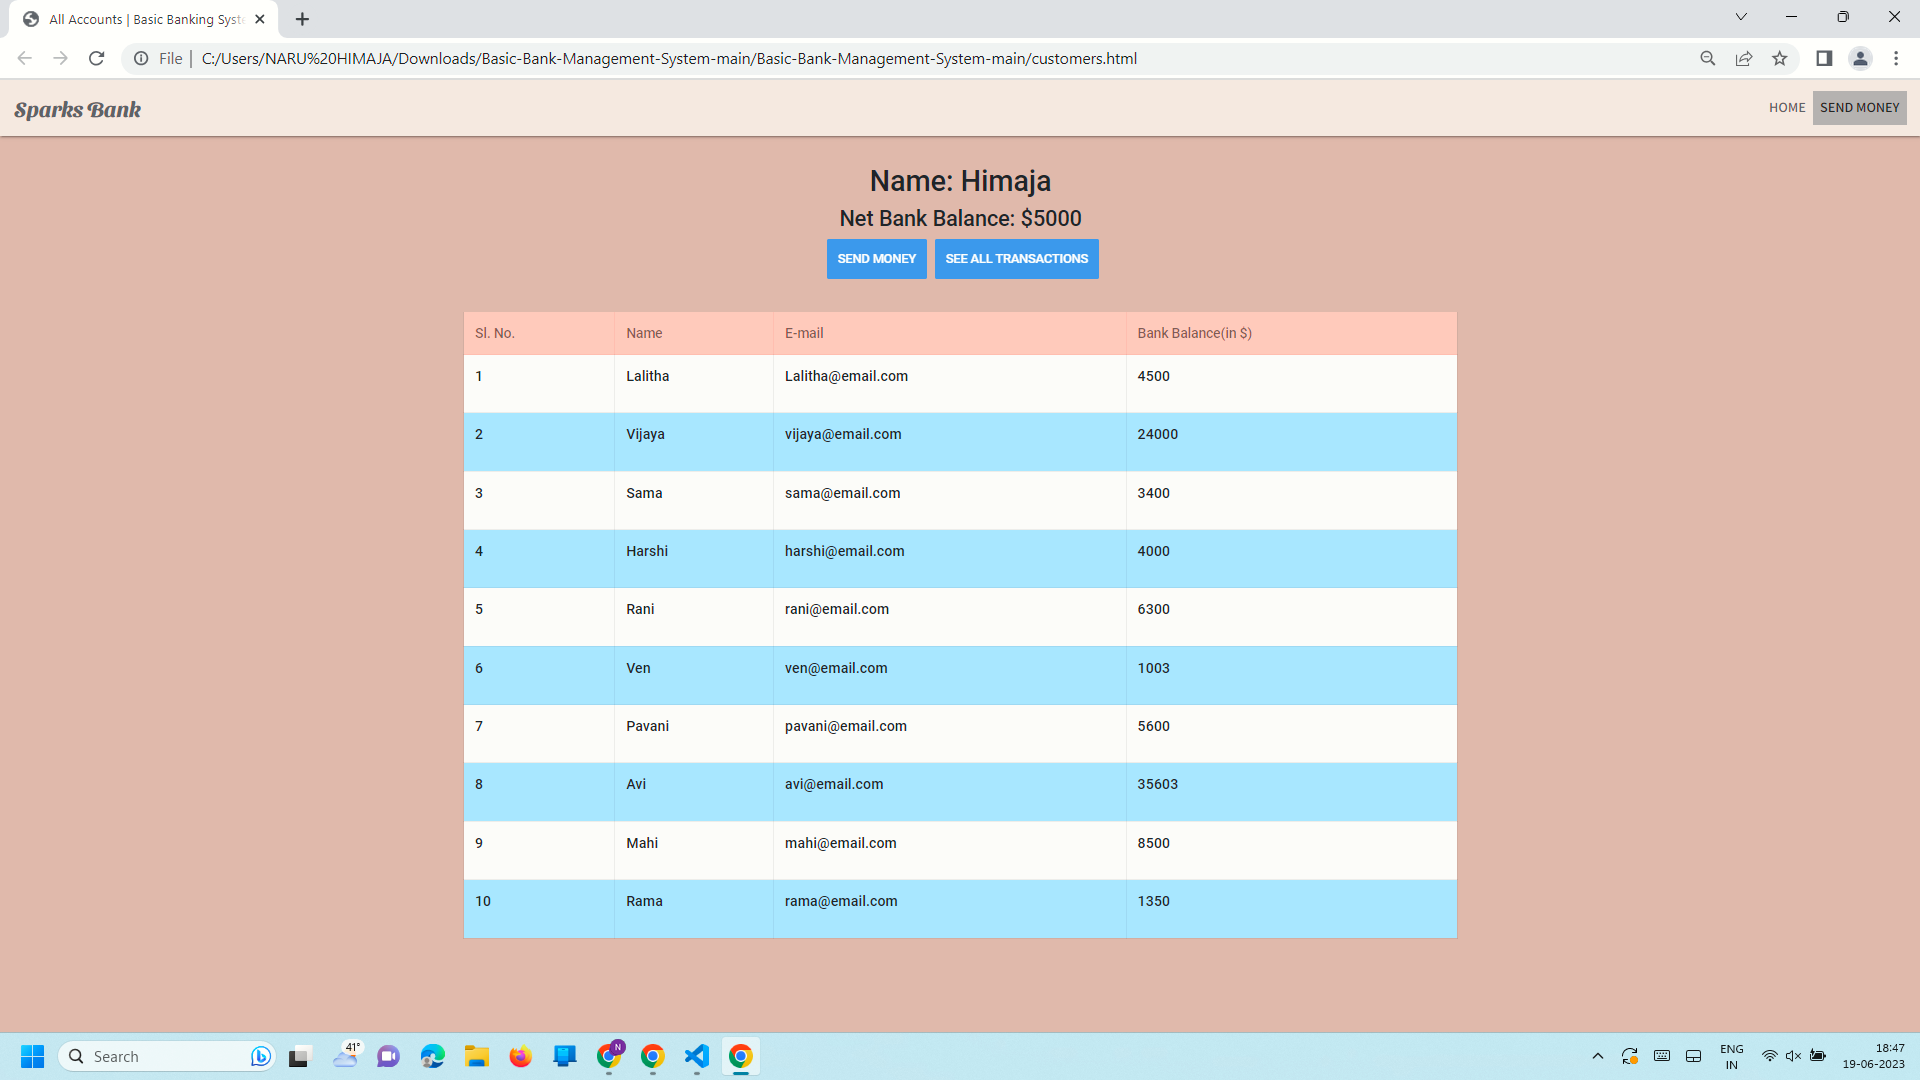 All Accounts | Basic Banking Syste
File | C:/Users/NARU%20HIMAJA/Downloads/Basic-Bank-Management-System-main/Basic-Bank-Management-System-main/customers.html
Sparks Bank HOME SEND MONEY
Name: Himaja
Net Bank Balance: $5000
SEND MONEY SEE ALL TRANSACTIONS
Sl. No. Name E-mail Bank Balance(in $)
1 Lalitha Lalitha@email.com 4500
2 Vijaya vijaya@email.com 24000
3 Sama sama@email.com 3400
4 Harshi harshi@email.com 4000
5 Rani rani@email.com 6300
6 Ven ven@email.com 1003
7 Pavani pavani@email.com 5600
8 Avi avi@email.com 35603
9 Mahi mahi@email.com 8500
10 Rama rama@email.com 1350
Search 41° N ENG 18:47
IN 19-06-2023